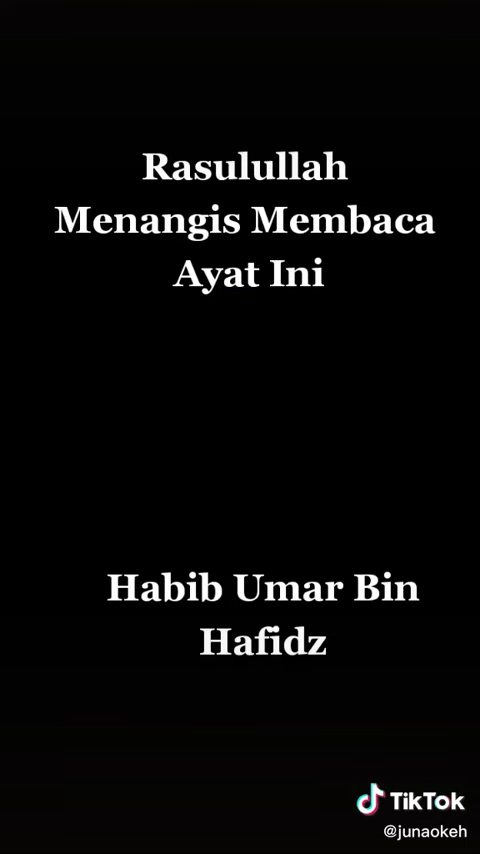 Rasulullah
Menangis Membaca
Ayat Ini
Habib Umar Bin
Hafidz
TikTok
@junaokeh